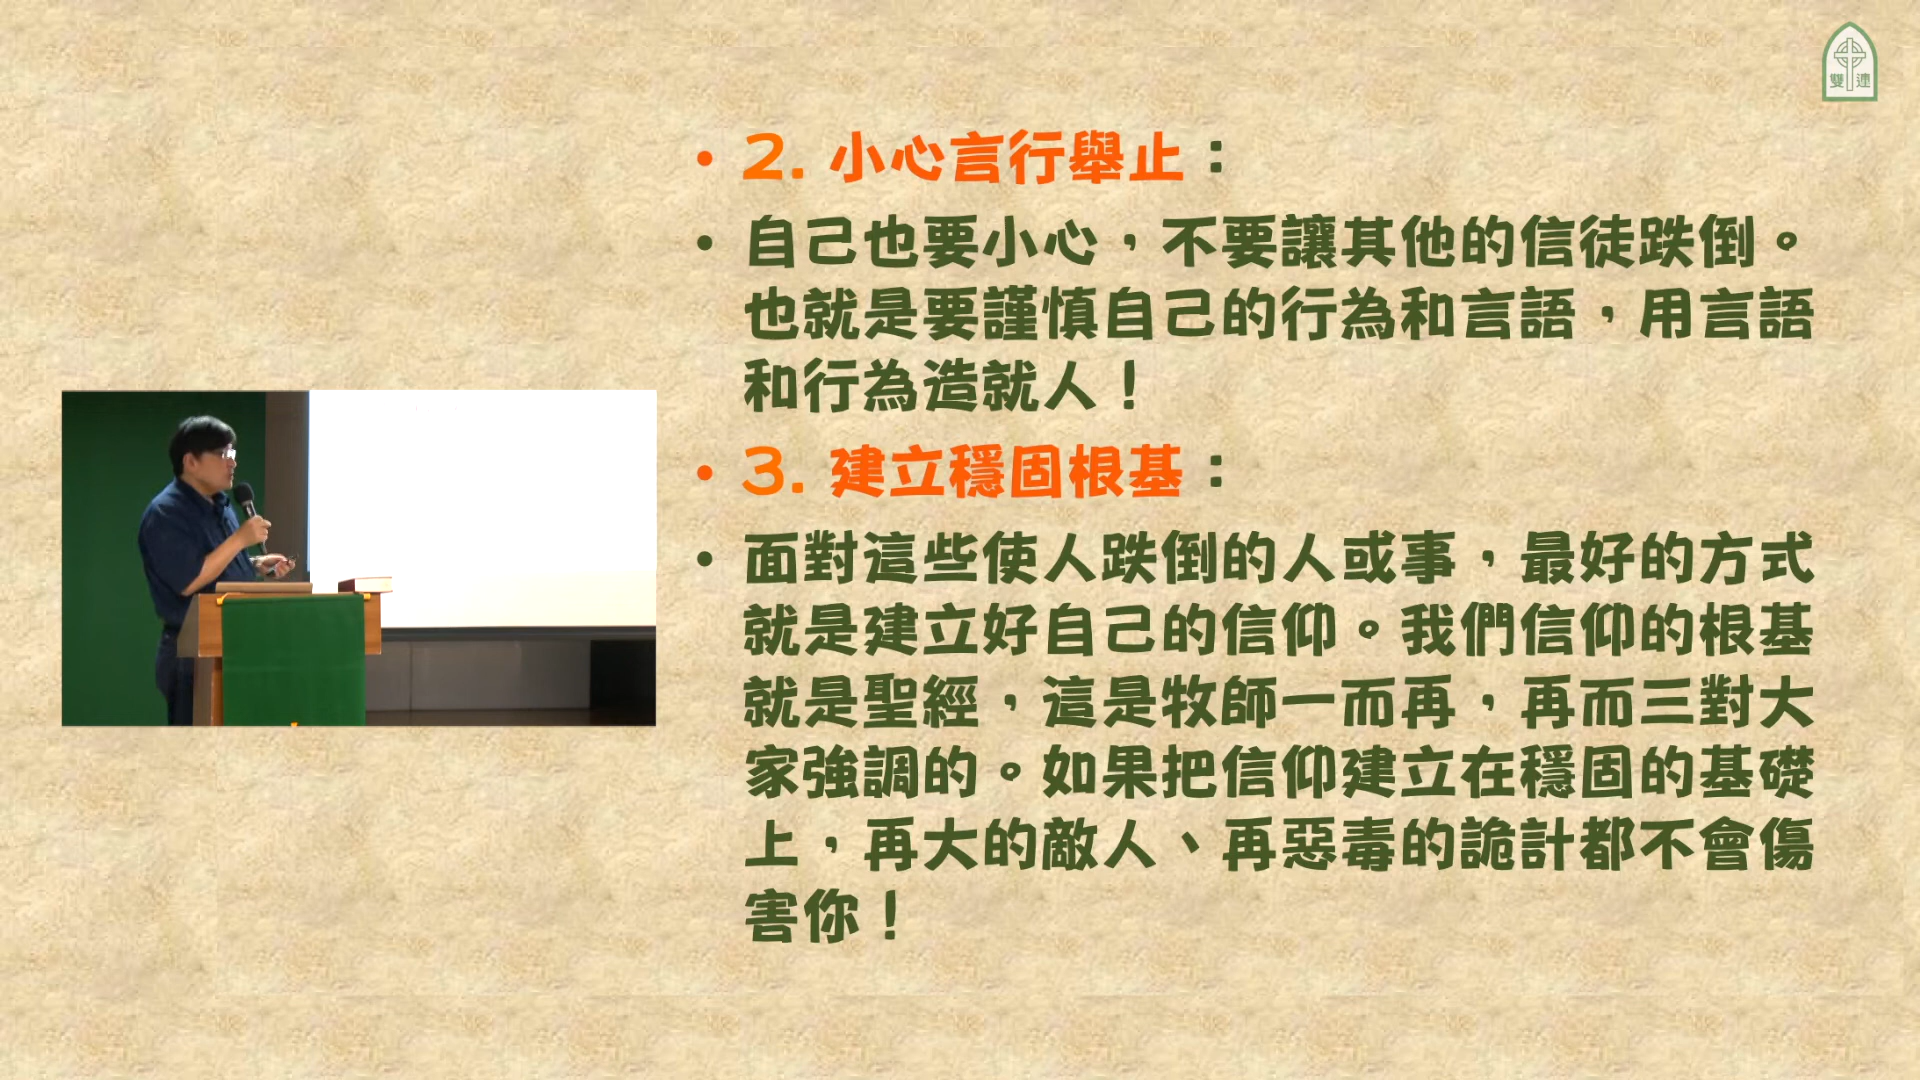 雙連
• 2. 小心言行舉止：
• 自己也要小心，不要讓其他的信徒跌倒。
也就是要謹慎自己的行為和言語，用言語
和行為造就人！
• 3. 建立穩固根基：
• 面對這些使人跌倒的人或事，最好的方式
就是建立好自己的信仰。我們信仰的根基
就是聖經，這是牧師一而再，再而三對大
家強調的。如果把信仰建立在穩固的基礎
上，再大的敵人、再惡毒的詭計都不會傷
害你！